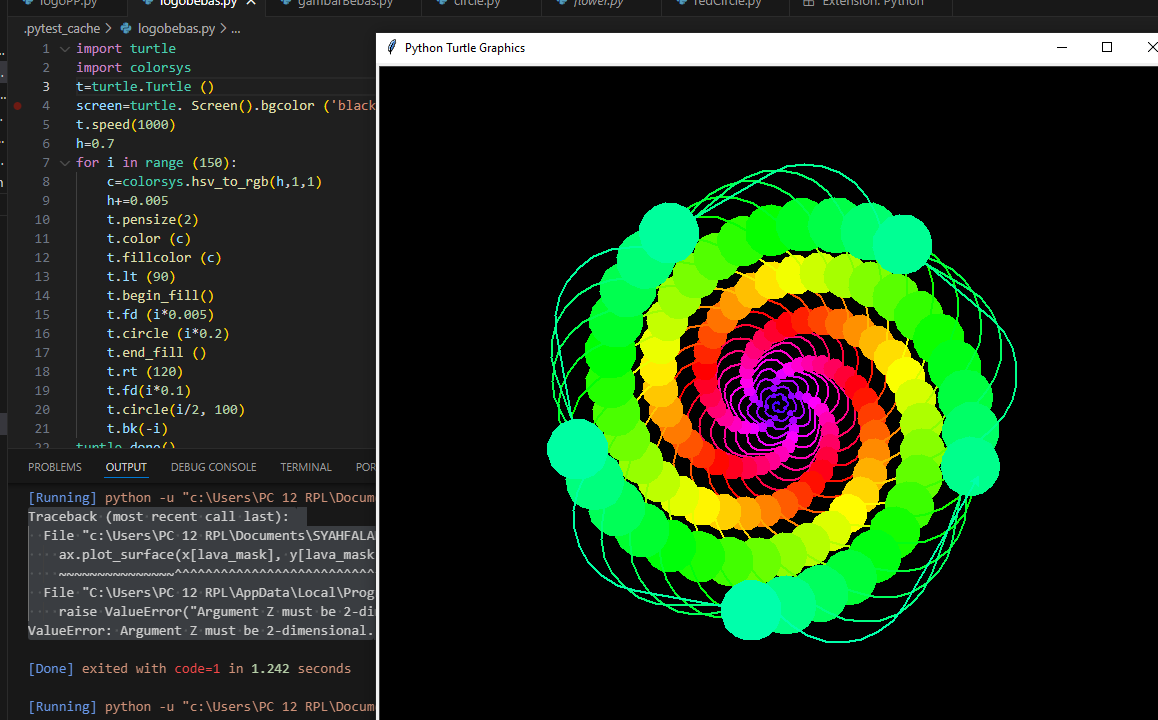 logoPP.py logobebas.py gambarBebas.py circle.py flower.py redCircle.py Extension: Python
.pytest_cache > logobebas.py > ...
Python Turtle Graphics
1 import turtle
2 import colorsys
3 t=turtle.Turtle ()
4 screen=turtle. Screen().bgcolor ('black
5 t.speed(1000)
6 h=0.7
7 for i in range (150):
8 c=colorsys.hsv_to_rgb(h,1,1)
9 h+=0.005
10 t.pensize(2)
11 t.color (c)
12 t.fillcolor (c)
13 t.lt (90)
14 t.begin_fill()
15 t.fd (i*0.005)
16 t.circle (i*0.2)
17 t.end_fill ()
18 t.rt (120)
19 t.fd(i*0.1)
20 t.circle(i/2, 100)
21 t.bk(-i)
22 turtle.done()
PROBLEMS OUTPUT DEBUG CONSOLE TERMINAL POR
[Running] python -u "c:\Users\PC 12 RPL\Docum
Traceback (most recent call last):
File "c:\Users\PC 12 RPL\Documents\SYAHFALAH
ax.plot_surface(x[lava_mask], y[lava_mask
~~~~~~~~~~~~~~~^^^^^^^^^^^^^^^^^^^^^^^^^^
File "C:\Users\PC 12 RPL\AppData\Local\Prog
raise ValueError("Argument Z must be 2-di
ValueError: Argument Z must be 2-dimensional.
[Done] exited with code=1 in 1.242 seconds
[Running] python -u "c:\Users\PC 12 RPL\Docum